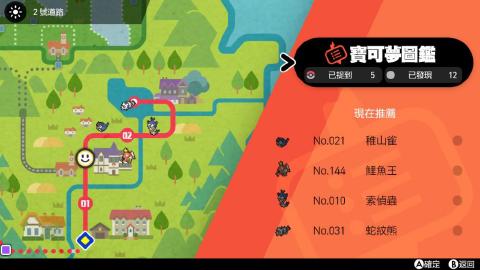 2 號道路
寶可夢圖鑑
已捉到 5 已發現 12
現在推薦
No.021 稚山雀
No.144 鯉魚王
No.010 索偵蟲
No.031 蛇紋熊
02
01
A確定 B返回